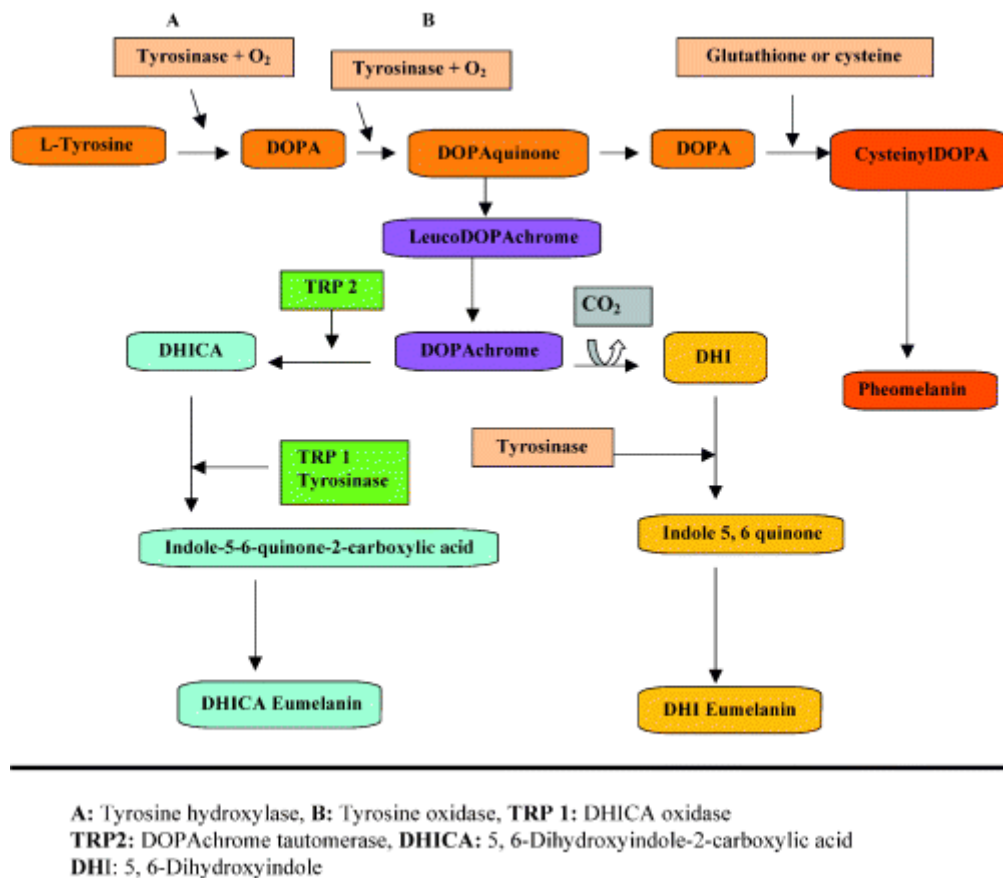 A
B
Tyrosinase + O₂
Tyrosinase + O₂
Glutathione or cysteine
L-Tyrosine
DOPA
DOPAquinone
DOPA
CysteinylDOPA
LeucoDOPAchrome
TRP 2
CO₂
DHICA
DOPAchrome
DHI
Pheomelanin
TRP 1
Tyrosinase
Tyrosinase
Indole-5-6-quinone-2-carboxylic acid
Indole 5, 6 quinone
DHICA Eumelanin
DHI Eumelanin
A: Tyrosine hydroxylase, B: Tyrosine oxidase, TRP 1: DHICA oxidase
TRP2: DOPAchrome tautomerase, DHICA: 5, 6-Dihydroxyindole-2-carboxylic acid
DHI: 5, 6-Dihydroxyindole